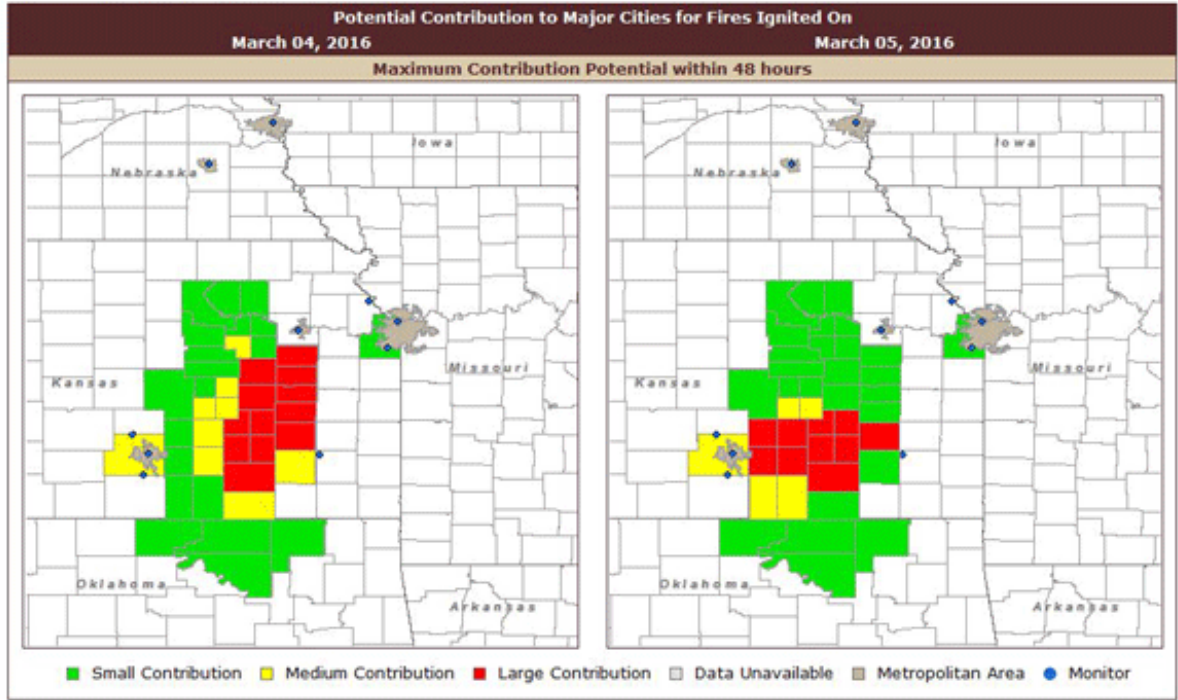 Potential Contribution to Major Cities for Fires Ignited On
March 04, 2016 March 05, 2016
Maximum Contribution Potential within 48 hours
Iowa Iowa
Nebraska Nebraska
Missouri Missouri
Kansas Kansas
Oklahoma Oklahoma
Arkansas Arkansas
Small Contribution Medium Contribution Large Contribution Data Unavailable Metropolitan Area Monitor